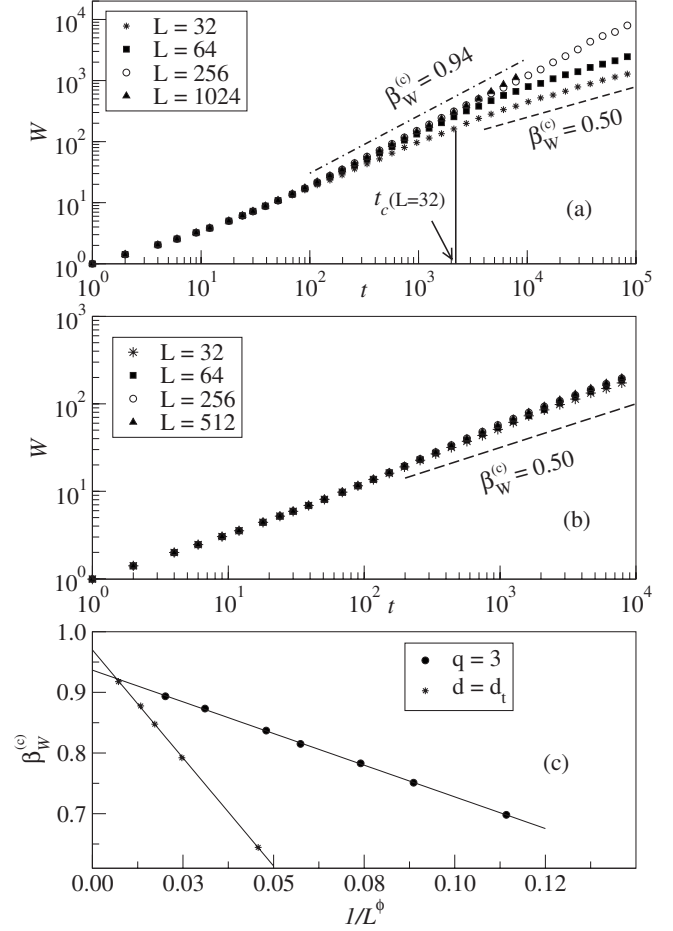 10^4
10^3
10^2
10^1
10^0
W
L = 32
L = 64
L = 256
L = 1024
β_W^(c) = 0.94
β_W^(c) = 0.50
t_c(L=32)
(a)
10^0 10^1 10^2 10^3 10^4 10^5
t
10^3
10^2
10^1
10^0
W
L = 32
L = 64
L = 256
L = 512
β_W^(c) = 0.50
(b)
10^0 10^1 10^2 10^3 10^4
t
1.0
0.9
0.8
0.7
β_W^(c)
q = 3
d = d_t
(c)
0.00 0.03 0.05 0.08 0.10 0.12
1/L^ϕ